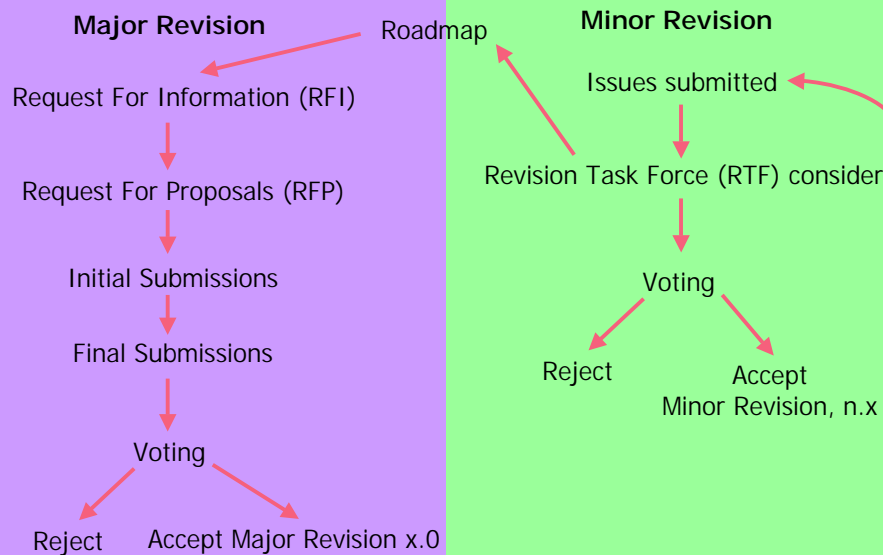 Major Revision
Roadmap
Request For Information (RFI)
Request For Proposals (RFP)
Initial Submissions
Final Submissions
Voting
Reject
Accept Major Revision x.0
Minor Revision
Issues submitted
Revision Task Force (RTF) consider
Voting
Reject
Accept
Minor Revision, n.x